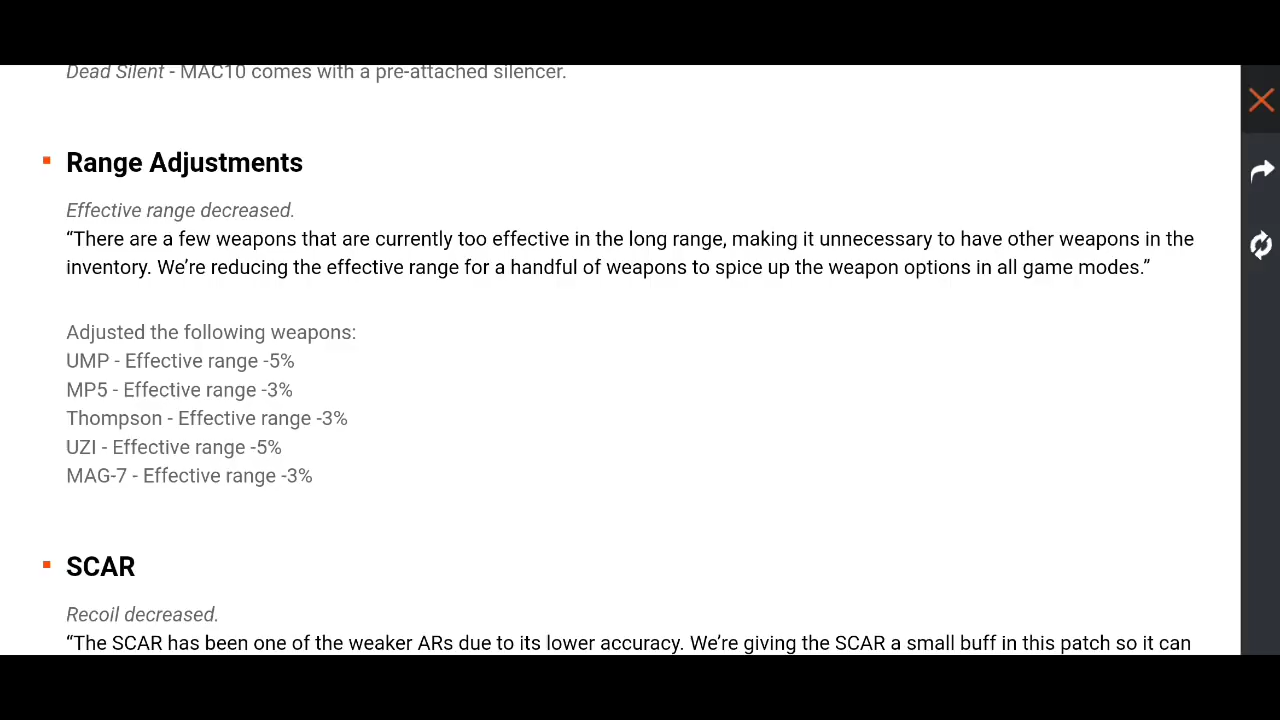 Dead Silent - MAC10 comes with a pre-attached silencer.
Range Adjustments
Effective range decreased.
“There are a few weapons that are currently too effective in the long range, making it unnecessary to have other weapons in the
inventory. We’re reducing the effective range for a handful of weapons to spice up the weapon options in all game modes.”
Adjusted the following weapons:
UMP - Effective range -5%
MP5 - Effective range -3%
Thompson - Effective range -3%
UZI - Effective range -5%
MAG-7 - Effective range -3%
SCAR
Recoil decreased.
“The SCAR has been one of the weaker ARs due to its lower accuracy. We’re giving the SCAR a small buff in this patch so it can